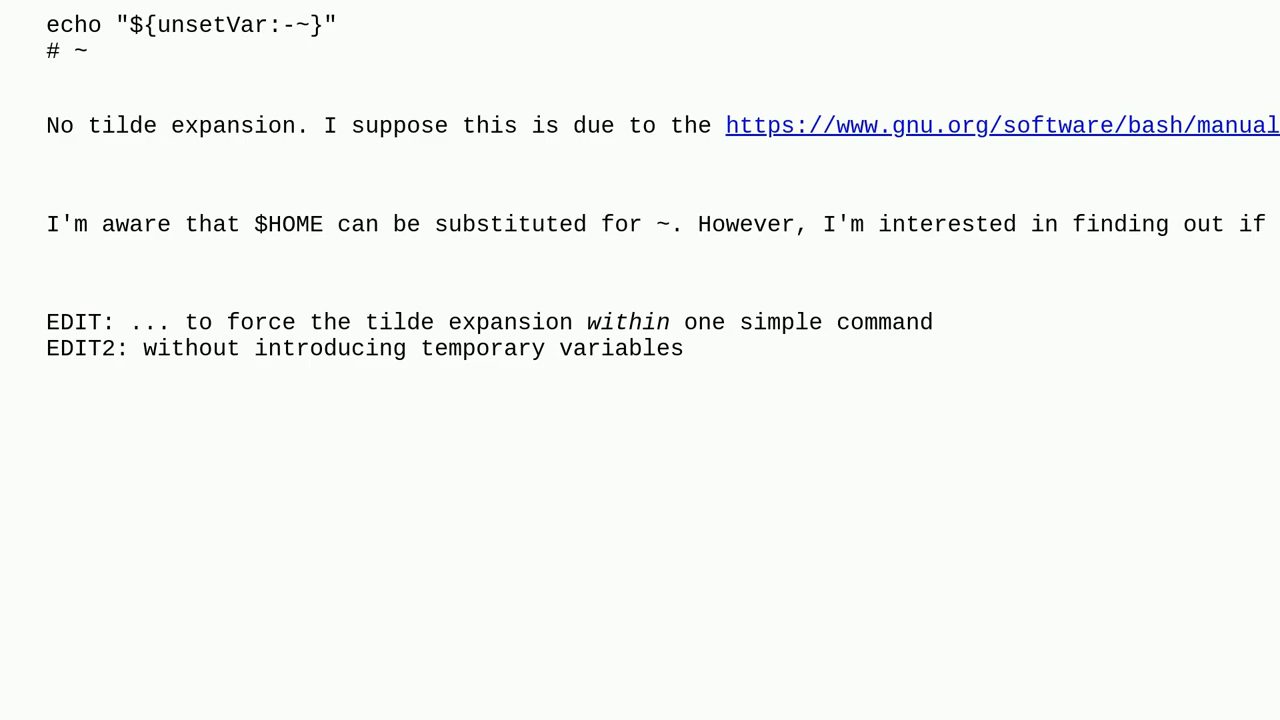 echo "${unsetVar:-~}"
# ~
No tilde expansion. I suppose this is due to the https://www.gnu.org/software/bash/manual
I'm aware that $HOME can be substituted for ~. However, I'm interested in finding out if
EDIT: ... to force the tilde expansion within one simple command
EDIT2: without introducing temporary variables